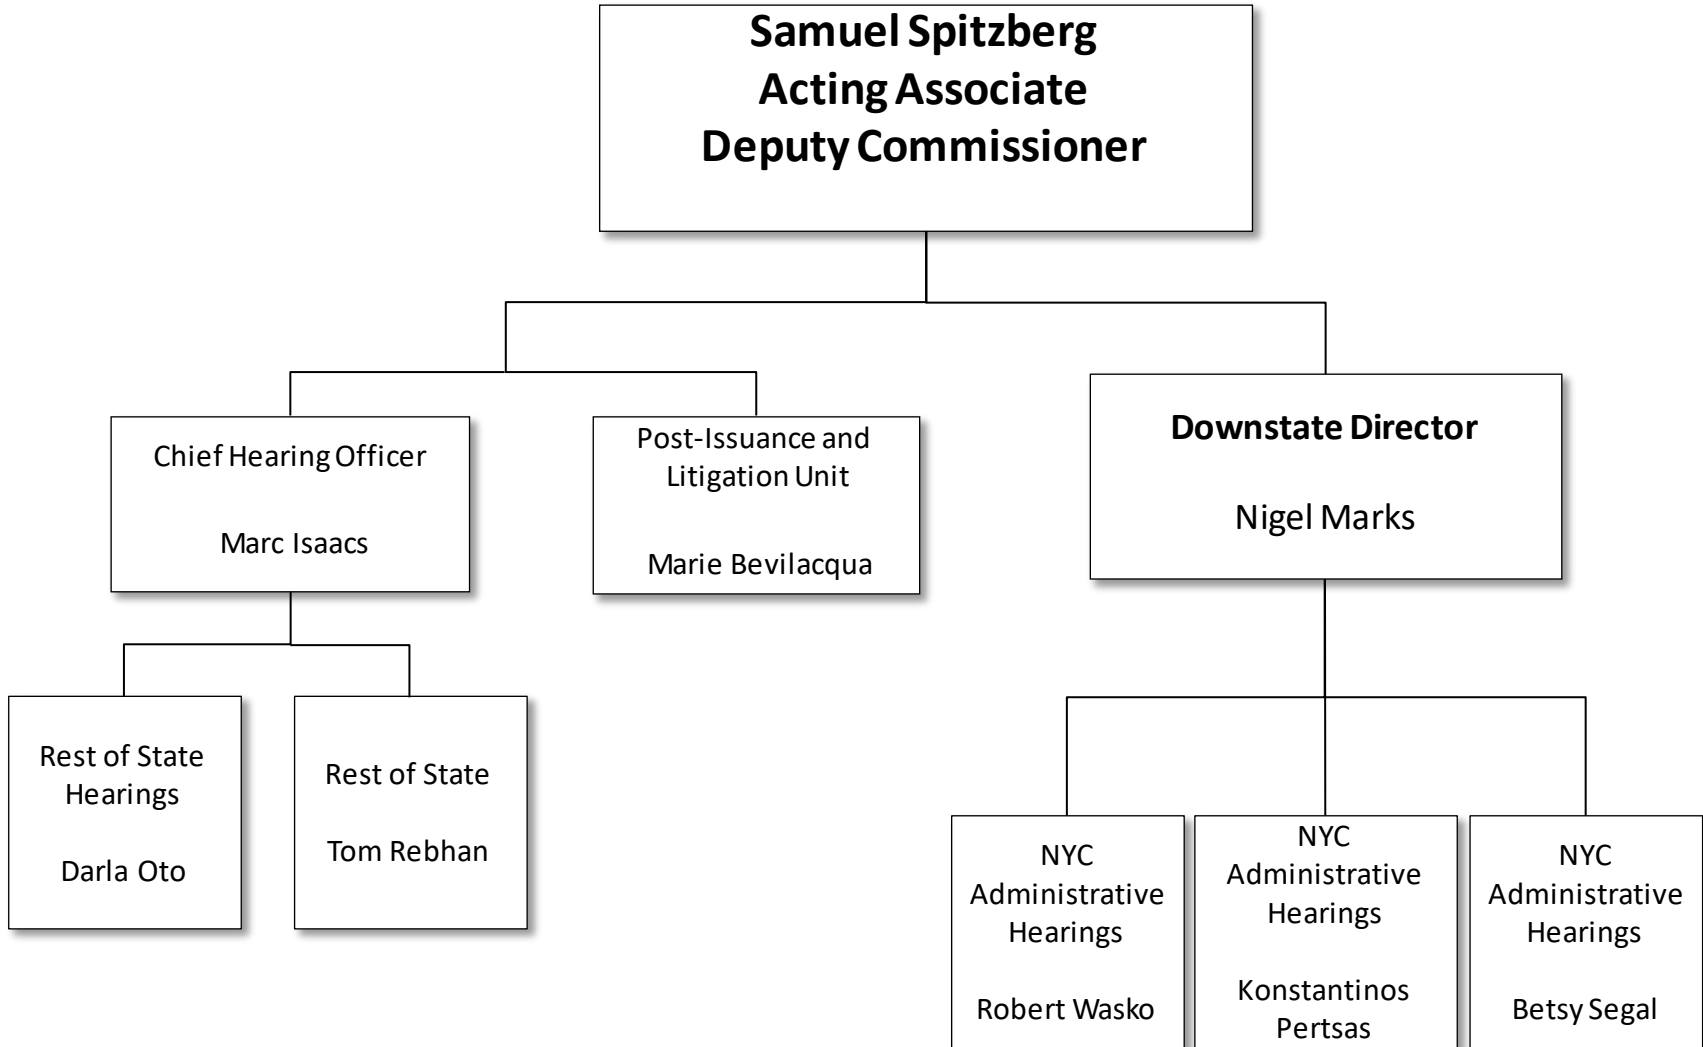 Samuel Spitzberg
Acting Associate
Deputy Commissioner
Chief Hearing Officer
Marc Isaacs
Post-Issuance and
Litigation Unit
Marie Bevilacqua
Downstate Director
Nigel Marks
Rest of State
Hearings
Darla Oto
Rest of State
Tom Rebhan
NYC
Administrative
Hearings
Robert Wasko
NYC
Administrative
Hearings
Konstantinos
Pertsas
NYC
Administrative
Hearings
Betsy Segal